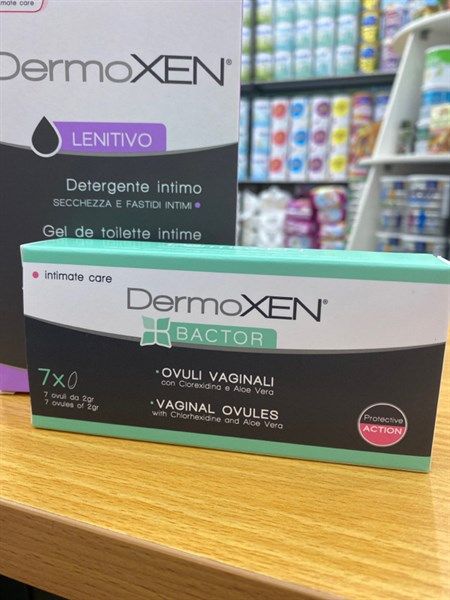 mate care
DermoXEN®
LENITIVO
Detergente intimo
SECCHEZZA E FASTIDI INTIMI •
Gel de toilette intime
• intimate care
DermoXEN®
BACTOR
7x
7 ovuli da 2gr
7 ovules of 2gr
• OVULI VAGINALI
con Clorexidina e Aloe Vera
• VAGINAL OVULES
with Chlorhexidine and Aloe Vera
Protective
ACTION